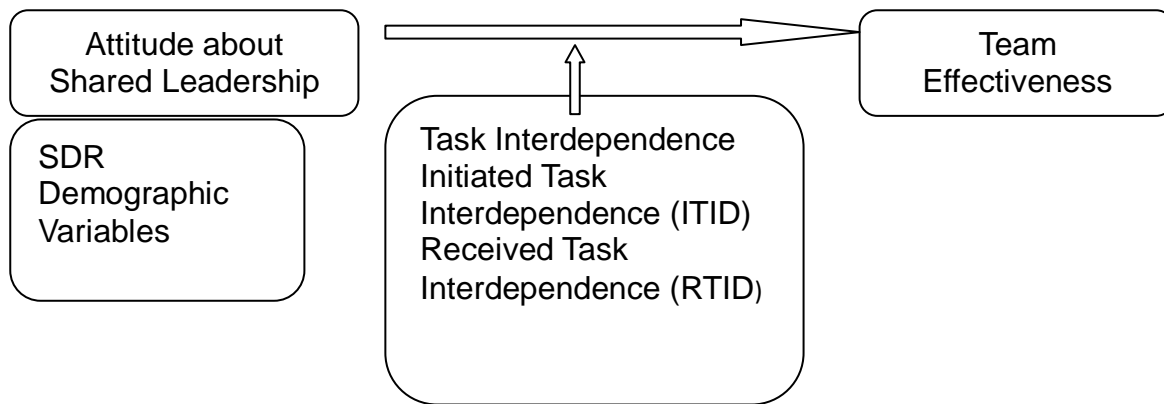 Attitude about
Shared Leadership
Team
Effectiveness
SDR
Demographic
Variables
Task Interdependence
Initiated Task
Interdependence (ITID)
Received Task
Interdependence (RTID)